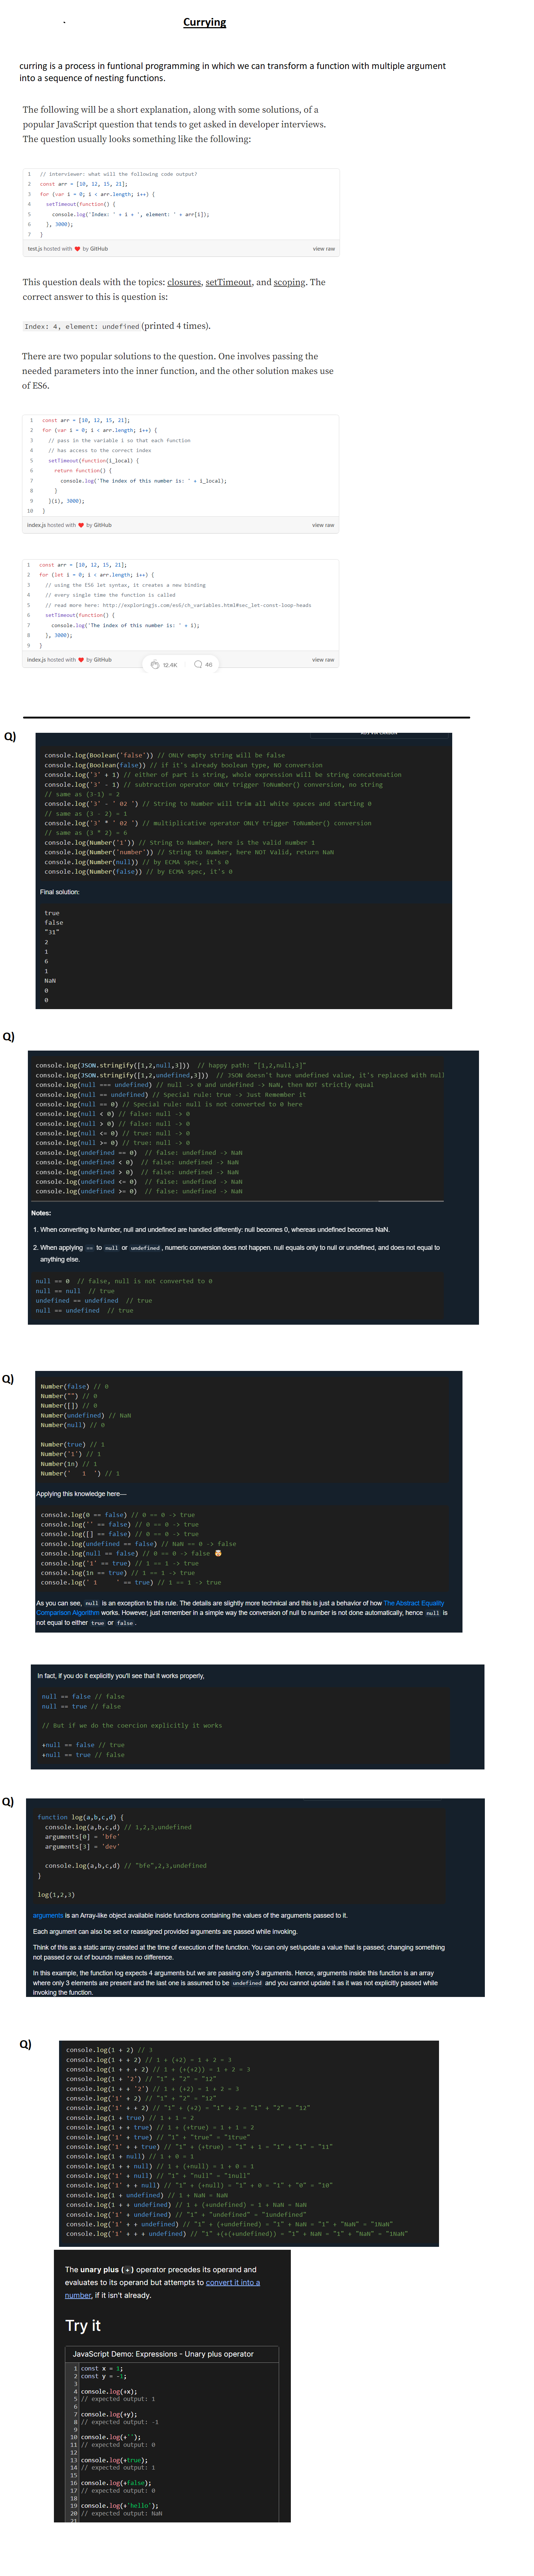 Currying
curring is a process in funtional programming in which we can transform a function with multiple argument
into a sequence of nesting functions.
The following will be a short explanation, along with some solutions, of a
popular JavaScript question that tends to get asked in developer interviews.
The question usually looks something like the following:
1 // interviewer: what will the following code output?
2 const arr = [10, 12, 15, 21];
3 for (var i = 0; i < arr.length; i++) {
4 setTimeout(function() {
5 console.log('Index: ' + i + ', element: ' + arr[i]);
6 }, 3000);
7 }
test.js hosted with ❤ by GitHub view raw
This question deals with the topics: closures, setTimeout, and scoping. The
correct answer to this is question is:
Index: 4, element: undefined (printed 4 times).
There are two popular solutions to the question. One involves passing the
needed parameters into the inner function, and the other solution makes use
of ES6.
1 const arr = [10, 12, 15, 21];
2 for (var i = 0; i < arr.length; i++) {
3 // pass in the variable i so that each function
4 // has access to the correct index
5 setTimeout(function(i_local) {
6 return function() {
7 console.log('The index of this number is: ' + i_local);
8 }
9 }(i), 3000);
10 }
index.js hosted with ❤ by GitHub view raw
1 const arr = [10, 12, 15, 21];
2 for (let i = 0; i < arr.length; i++) {
3 // using the ES6 let syntax, it creates a new binding
4 // every single time the function is called
5 // read more here: http://exploringjs.com/es6/ch_variables.html#sec_let-const-loop-heads
6 setTimeout(function() {
7 console.log('The index of this number is: ' + i);
8 }, 3000);
9 }
index.js hosted with ❤ by GitHub view raw
12.4K 46
Q)
console.log(Boolean('false')) // ONLY empty string will be false
console.log(Boolean(false)) // if it's already boolean type, NO conversion
console.log('3' + 1) // either of part is string, whole expression will be string concatenation
console.log('3' - 1) // subtraction operator ONLY trigger ToNumber() conversion, no string
// same as (3-1) = 2
console.log('3' - ' 02 ') // String to Number will trim all white spaces and starting 0
// same as (3 - 2) = 1
console.log('3' * ' 02 ') // multiplicative operator ONLY trigger ToNumber() conversion
// same as (3 * 2) = 6
console.log(Number('1')) // String to Number, here is the valid number 1
console.log(Number('number')) // String to Number, here NOT Valid, return NaN
console.log(Number(null)) // by ECMA spec, it's 0
console.log(Number(false)) // by ECMA spec, it's 0
Final solution:
true
false
"31"
2
1
6
1
NaN
0
0
Q)
console.log(JSON.stringify([1,2,null,3])) // happy path: "[1,2,null,3]"
console.log(JSON.stringify([1,2,undefined,3])) // JSON doesn't have undefined value, it's replaced with null
console.log(null === undefined) // null -> 0 and undefined -> NaN, then NOT strictly equal
console.log(null == undefined) // Special rule: true -> Just Remember it
console.log(null == 0) // Special rule: null is not converted to 0 here
console.log(null < 0) // false: null -> 0
console.log(null > 0) // false: null -> 0
console.log(null <= 0) // true: null -> 0
console.log(null >= 0) // true: null -> 0
console.log(undefined == 0) // false: undefined -> NaN
console.log(undefined < 0) // false: undefined -> NaN
console.log(undefined > 0) // false: undefined -> NaN
console.log(undefined <= 0) // false: undefined -> NaN
console.log(undefined >= 0) // false: undefined -> NaN
Notes:
1. When converting to Number, null and undefined are handled differently: null becomes 0, whereas undefined becomes NaN.
2. When applying == to null or undefined, numeric conversion does not happen. null equals only to null or undefined, and does not equal to
anything else.
null == 0 // false, null is not converted to 0
null == null // true
undefined == undefined // true
null == undefined // true
Q)
Number(false) // 0
Number("") // 0
Number([]) // 0
Number(undefined) // NaN
Number(null) // 0
Number(true) // 1
Number('1') // 1
Number(1n) // 1
Number(' 1 ') // 1
Applying this knowledge here—
console.log(0 == false) // 0 == 0 -> true
console.log('' == false) // 0 == 0 -> true
console.log([] == false) // 0 == 0 -> true
console.log(undefined == false) // NaN == 0 -> false
console.log(null == false) // 0 == 0 -> false 🤯
console.log('1' == true) // 1 == 1 -> true
console.log(1n == true) // 1 == 1 -> true
console.log(' 1 ' == true) // 1 == 1 -> true
As you can see, null is an exception to this rule. The details are slightly more technical and this is just a behavior of how The Abstract Equality
Comparison Algorithm works. However, just remember in a simple way the conversion of null to number is not done automatically, hence null is
not equal to either true or false.
In fact, if you do it explicitly you'll see that it works properly,
null == false // false
null == true // false
// But if we do the coercion explicitly it works
+null == false // true
+null == true // false
Q)
function log(a,b,c,d) {
console.log(a,b,c,d) // 1,2,3,undefined
arguments[0] = 'bfe'
arguments[3] = 'dev'
console.log(a,b,c,d) // "bfe",2,3,undefined
}
log(1,2,3)
arguments is an Array-like object available inside functions containing the values of the arguments passed to it.
Each argument can also be set or reassigned provided arguments are passed while invoking.
Think of this as a static array created at the time of execution of the function. You can only set/update a value that is passed; changing something
not passed or out of bounds makes no difference.
In this example, the function log expects 4 arguments but we are passing only 3 arguments. Hence, arguments inside this function is an array
where only 3 elements are present and the last one is assumed to be undefined and you cannot update it as it was not explicitly passed while
invoking the function.
Q)
console.log(1 + 2) // 3
console.log(1 + + 2) // 1 + (+2) = 1 + 2 = 3
console.log(1 + + + 2) // 1 + (+(+2)) = 1 + 2 = 3
console.log(1 + '2') // "1" + "2" = "12"
console.log(1 + + '2') // 1 + (+2) = 1 + 2 = 3
console.log('1' + 2) // "1" + "2" = "12"
console.log('1' + + 2) // "1" + (+2) = "1" + 2 = "1" + "2" = "12"
console.log(1 + true) // 1 + 1 = 2
console.log(1 + + true) // 1 + (+true) = 1 + 1 = 2
console.log('1' + true) // "1" + "true" = "1true"
console.log('1' + + true) // "1" + (+true) = "1" + 1 = "1" + "1" = "11"
console.log(1 + null) // 1 + 0 = 1
console.log(1 + + null) // 1 + (+null) = 1 + 0 = 1
console.log('1' + null) // "1" + "null" = "1null"
console.log('1' + + null) // "1" + (+null) = "1" + 0 = "1" + "0" = "10"
console.log(1 + undefined) // 1 + NaN = NaN
console.log(1 + + undefined) // 1 + (+undefined) = 1 + NaN = NaN
console.log('1' + undefined) // "1" + "undefined" = "1undefined"
console.log('1' + + undefined) // "1" + (+undefined) = "1" + NaN = "1" + "NaN" = "1NaN"
console.log('1' + + + undefined) // "1" +(+(+undefined)) = "1" + NaN = "1" + "NaN" = "1NaN"
The unary plus (+) operator precedes its operand and
evaluates to its operand but attempts to convert it into a
number, if it isn't already.
Try it
JavaScript Demo: Expressions - Unary plus operator
1 const x = 1;
2 const y = -1;
3
4 console.log(+x);
5 // expected output: 1
6
7 console.log(+y);
8 // expected output: -1
9
10 console.log(+'');
11 // expected output: 0
12
13 console.log(+true);
14 // expected output: 1
15
16 console.log(+false);
17 // expected output: 0
18
19 console.log(+'hello');
20 // expected output: NaN
21